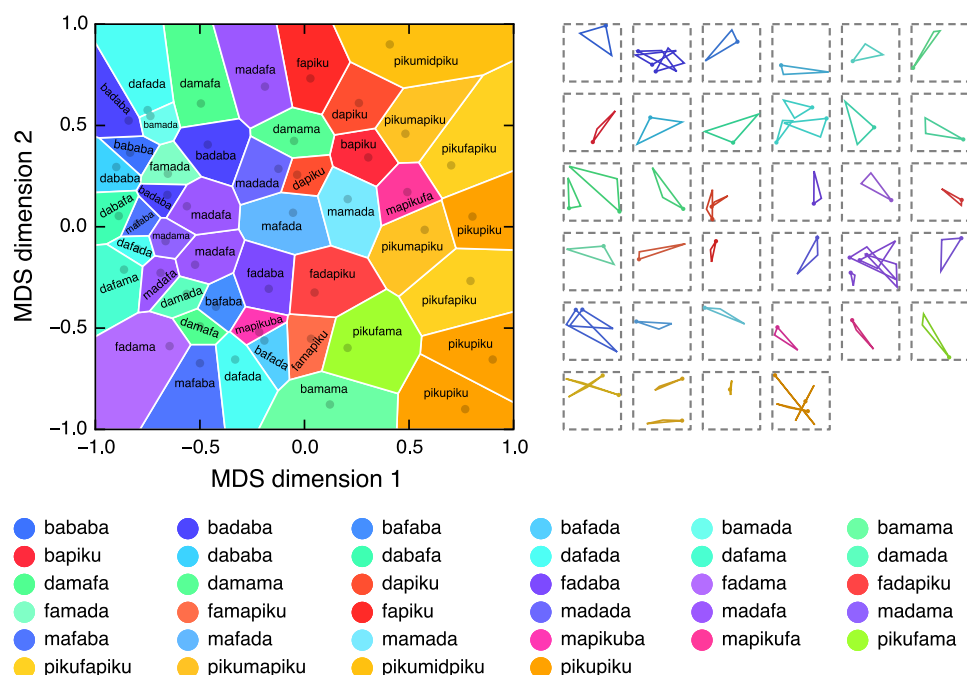 1.0
0.5
0.0
−0.5
−1.0
MDS dimension 2
−1.0
−0.5
0.0
0.5
1.0
MDS dimension 1
badaba
dafada
damafa
madafa
fapiku
pikumidpiku
bamada
dapiku
damama
pikumapiku
pikufapiku
bababa
badaba
bapiku
dababa
famada
madada
dapiku
mapikufa
dabafa
badaba
mafaba
madafa
mafada
mamada
pikumapiku
pikupiku
madama
dafada
madafa
dafama
madafa
fadaba
fadapiku
pikufapiku
damada
bafaba
damafa
mapikuba
bafada
famapiku
pikufama
fadama
mafaba
dafada
bamama
pikupiku
pikupiku
bababa badaba bafaba bafada bamada bamama
bapiku dababa dabafa dafada dafama damada
damafa damama dapiku fadaba fadama fadapiku
famada famapiku fapiku madada madafa madama
mafaba mafada mamada mapikuba mapikufa pikufama
pikufapiku pikumapiku pikumidpiku pikupiku